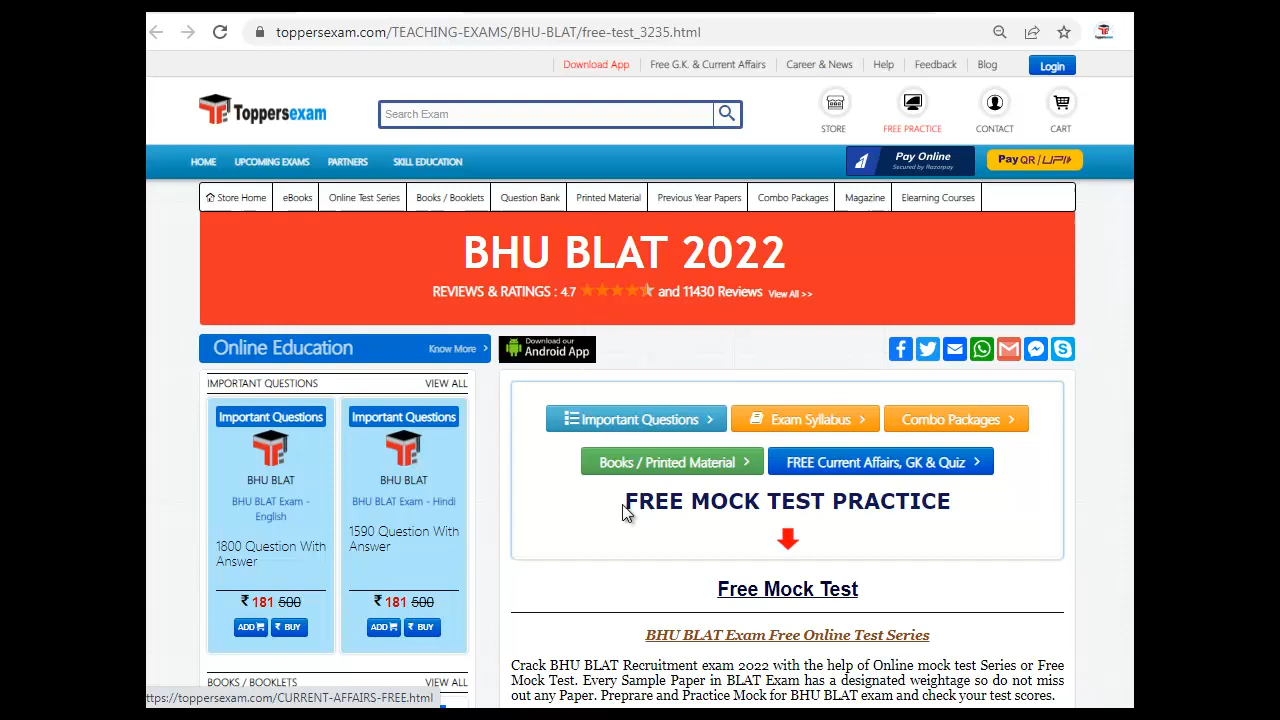 toppersexam.com/TEACHING-EXAMS/BHU-BLAT/free-test_3235.html
Download App Free G.K. & Current Affairs Career & News Help Feedback Blog Login
Toppersexam
Search Exam
STORE FREE PRACTICE CONTACT CART
HOME UPCOMING EXAMS PARTNERS SKILL EDUCATION
Pay Online
Secured by Razorpay
Pay QR / UPI
Store Home eBooks Online Test Series Books / Booklets Question Bank Printed Material Previous Year Papers Combo Packages Magazine Elearning Courses
BHU BLAT 2022
REVIEWS & RATINGS : 4.7 and 11430 Reviews View All >>
Online Education Know More >
Download our
Android App
IMPORTANT QUESTIONS VIEW ALL
Important Questions
BHU BLAT
BHU BLAT Exam -
English
1800 Question With
Answer
₹ 181 500
ADD ₹ BUY
Important Questions
BHU BLAT
BHU BLAT Exam - Hindi
1590 Question With
Answer
₹ 181 500
ADD ₹ BUY
BOOKS / BOOKLETS VIEW ALL
Important Questions > Exam Syllabus > Combo Packages >
Books / Printed Material > FREE Current Affairs, GK & Quiz >
FREE MOCK TEST PRACTICE
Free Mock Test
BHU BLAT Exam Free Online Test Series
Crack BHU BLAT Recruitment exam 2022 with the help of Online mock test Series or Free
Mock Test. Every Sample Paper in BLAT Exam has a designated weightage so do not miss
out any Paper. Preprare and Practice Mock for BHU BLAT exam and check your test scores.
ttps://toppersexam.com/CURRENT-AFFAIRS-FREE.html